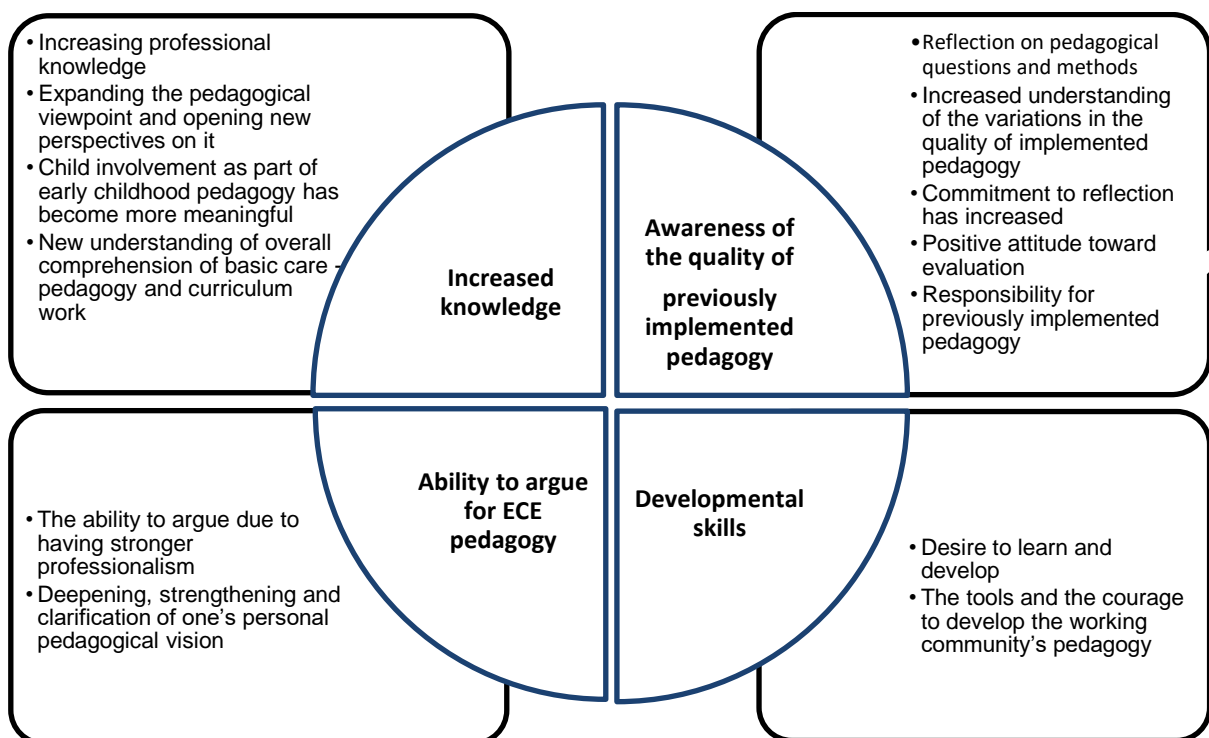 • Increasing professional
knowledge
• Expanding the pedagogical
viewpoint and opening new
perspectives on it
• Child involvement as part of
early childhood pedagogy has
become more meaningful
• New understanding of overall
comprehension of basic care -
pedagogy and curriculum
work
Increased
knowledge
Awareness of
the quality of
previously
implemented
pedagogy
•Reflection on pedagogical
questions and methods
• Increased understanding
of the variations in the
quality of implemented
pedagogy
• Commitment to reflection
has increased
• Positive attitude toward
evaluation
• Responsibility for
previously implemented
pedagogy
• The ability to argue due to
having stronger
professionalism
• Deepening, strengthening and
clarification of one’s personal
pedagogical vision
Ability to argue
for ECE
pedagogy
Developmental
skills
• Desire to learn and
develop
• The tools and the courage
to develop the working
community’s pedagogy